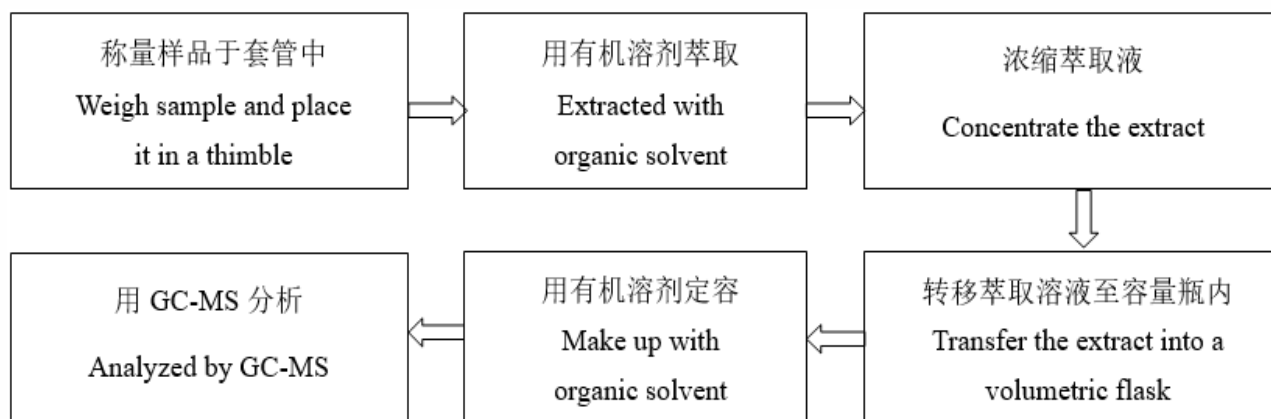 称量样品于套管中
Weigh sample and place
it in a thimble
用有机溶剂萃取
Extracted with
organic solvent
浓缩萃取液
Concentrate the extract
转移萃取溶液至容量瓶内
Transfer the extract into a
volumetric flask
用有机溶剂定容
Make up with
organic solvent
用 GC-MS 分析
Analyzed by GC-MS